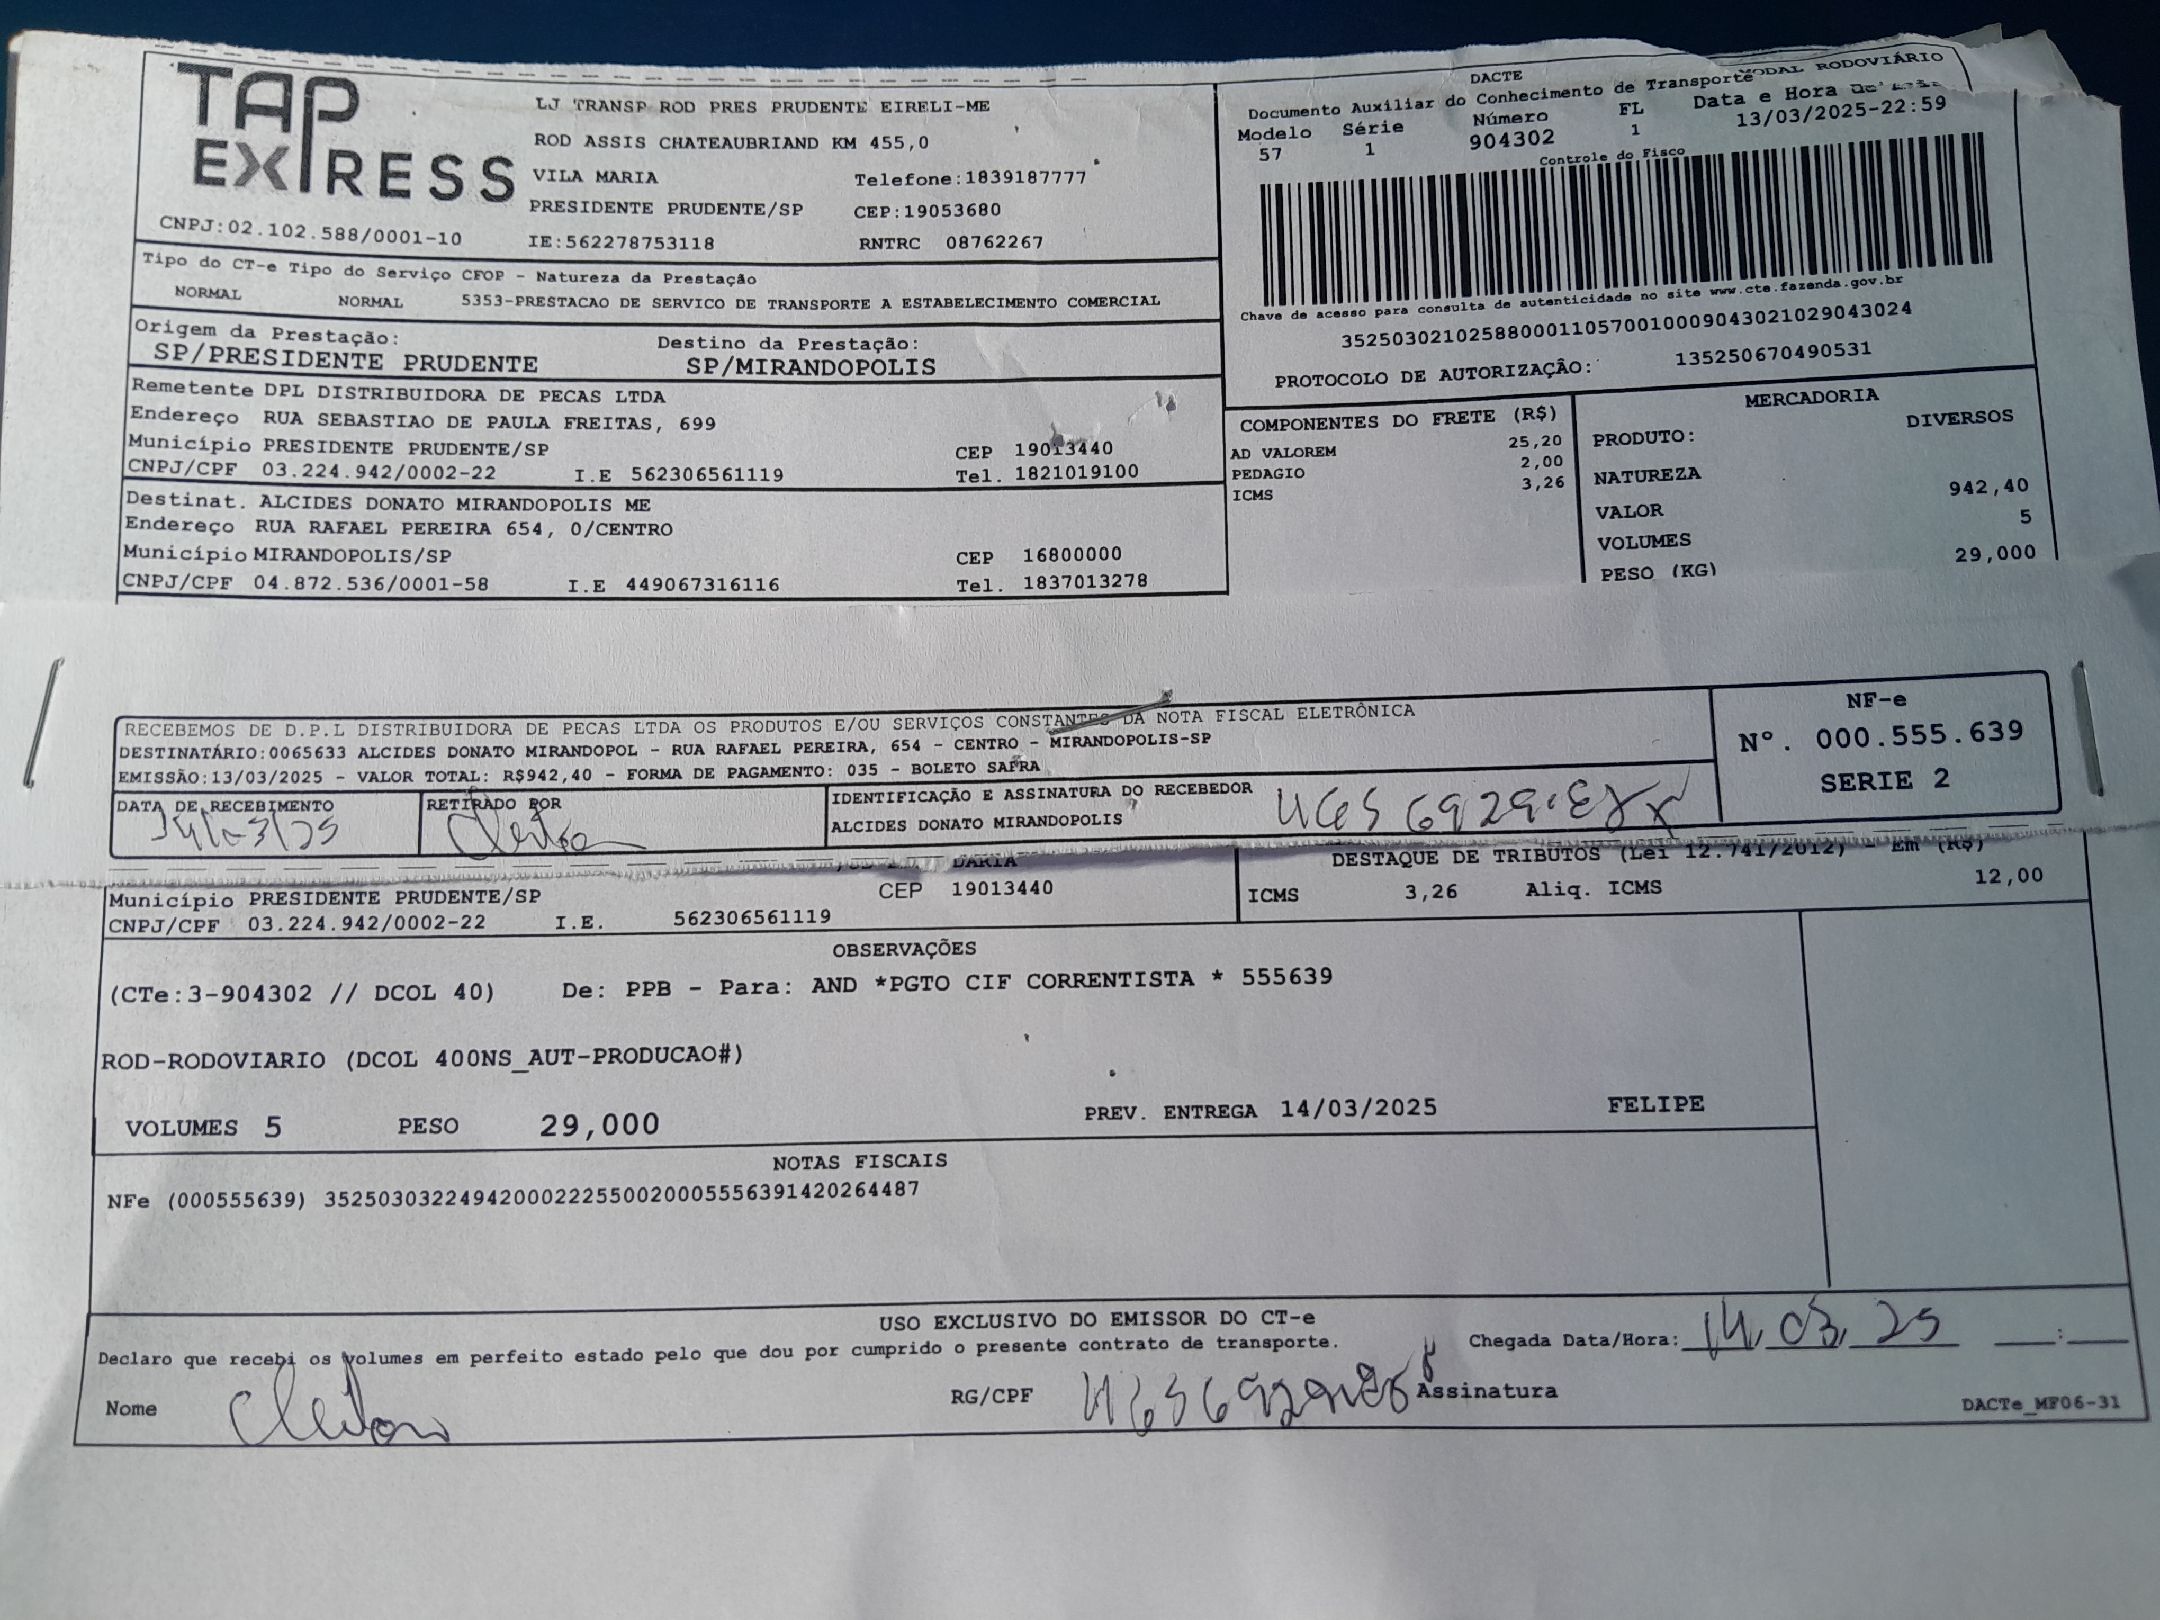 TAP
EXPRESS
CNPJ:02.102.588/0001-10
LJ TRANSP ROD PRES PRUDENTE EIRELI-ME
ROD ASSIS CHATEAUBRIAND KM 455,0
VILA MARIA Telefone:1839187777
PRESIDENTE PRUDENTE/SP CEP:19053680
IE:562278753118 RNTRC 08762267
DACTE
MODAL RODOVIÁRIO
Documento Auxiliar do Conhecimento de Transporte
Modelo Série Número FL Data e Hora
57 1 904302 1 13/03/2025-22:59
Controle do Fisco
Chave de acesso para consulta de autenticidade no site www.cte.fazenda.gov.br
35250302102588000110570010009043021029043024
PROTOCOLO DE AUTORIZAÇÂO: 135250670490531
Tipo do CT-e Tipo do Serviço CFOP - Natureza da Prestação
NORMAL NORMAL 5353-PRESTACAO DE SERVICO DE TRANSPORTE A ESTABELECIMENTO COMERCIAL
Origem da Prestação: Destino da Prestação:
SP/PRESIDENTE PRUDENTE SP/MIRANDOPOLIS
Remetente DPL DISTRIBUIDORA DE PECAS LTDA
Endereço RUA SEBASTIAO DE PAULA FREITAS, 699
Município PRESIDENTE PRUDENTE/SP CEP 19013440
CNPJ/CPF 03.224.942/0002-22 I.E 562306561119 Tel. 1821019100
Destinat. ALCIDES DONATO MIRANDOPOLIS ME
Endereço RUA RAFAEL PEREIRA 654, 0/CENTRO
Município MIRANDOPOLIS/SP CEP 16800000
CNPJ/CPF 04.872.536/0001-58 I.E 449067316116 Tel. 1837013278
COMPONENTES DO FRETE (R$)
AD VALOREM 25,20
PEDAGIO 2,00
ICMS 3,26
MERCADORIA
PRODUTO: DIVERSOS
NATUREZA
VALOR 942,40
VOLUMES 5
PESO (KG) 29,000
RECEBEMOS DE D.P.L DISTRIBUIDORA DE PECAS LTDA OS PRODUTOS E/OU SERVIÇOS CONSTANTES DA NOTA FISCAL ELETRÔNICA
DESTINATÁRIO:0065633 ALCIDES DONATO MIRANDOPOL - RUA RAFAEL PEREIRA, 654 - CENTRO - MIRANDOPOLIS-SP
EMISSÃO:13/03/2025 - VALOR TOTAL: R$942,40 - FORMA DE PAGAMENTO: 035 - BOLETO SAFRA
NF-e
Nº. 000.555.639
SERIE 2
DATA DE RECEBIMENTO RETIRADO POR IDENTIFICAÇÃO E ASSINATURA DO RECEBEDOR
ALCIDES DONATO MIRANDOPOLIS
14/03/25
DESTAQUE DE TRIBUTOS (Lei 12.741/2012) - Em (R$)
ICMS 3,26 Aliq. ICMS 12,00
Município PRESIDENTE PRUDENTE/SP CEP 19013440
CNPJ/CPF 03.224.942/0002-22 I.E. 562306561119
OBSERVAÇÕES
(CTe:3-904302 // DCOL 40) De: PPB - Para: AND *PGTO CIF CORRENTISTA * 555639
ROD-RODOVIARIO (DCOL 400NS_AUT-PRODUCAO#)
VOLUMES 5 PESO 29,000 PREV. ENTREGA 14/03/2025 FELIPE
NOTAS FISCAIS
NFe (000555639) 35250303224942000222550020005556391420264487
USO EXCLUSIVO DO EMISSOR DO CT-e
Declaro que recebi os volumes em perfeito estado pelo que dou por cumprido o presente contrato de transporte. Chegada Data/Hora: 14 03 25 :
Nome RG/CPF Assinatura
DACTe_MF06-31